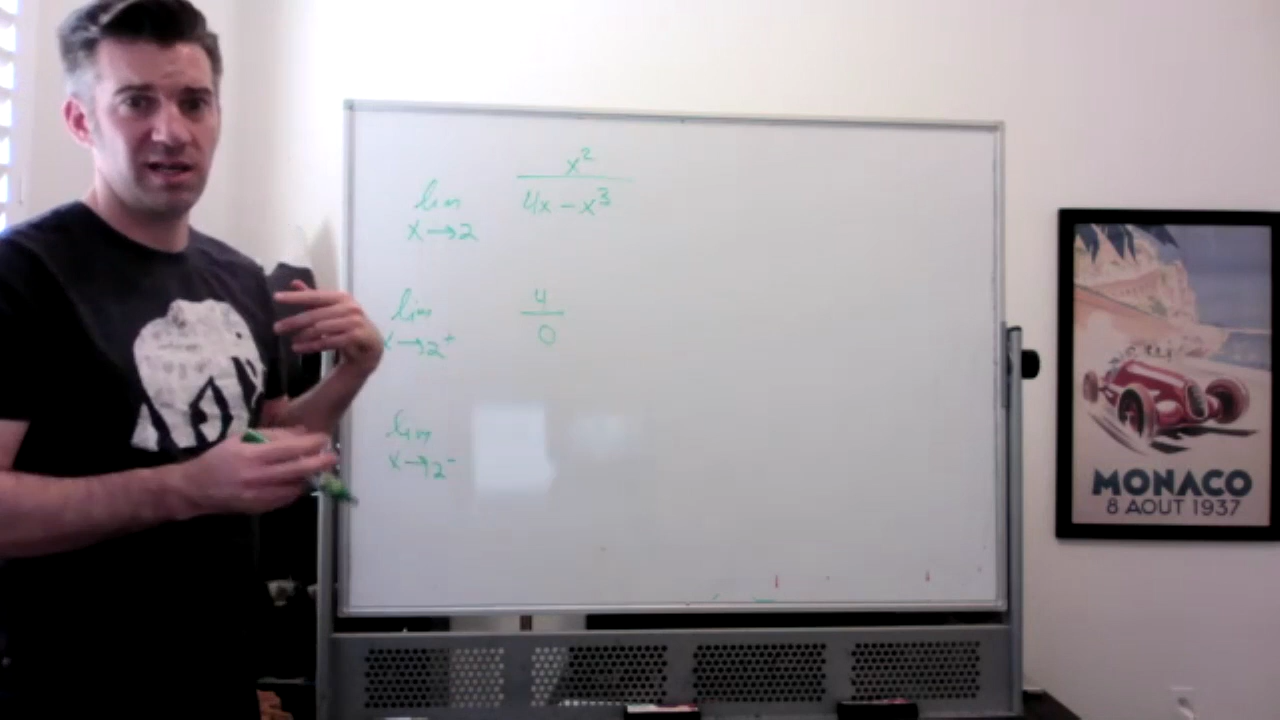 lim x² / 4x - x³
x→2
lim 4 / 0
x→2⁺
lim
x→2⁻
MONACO
8 AOUT 1937